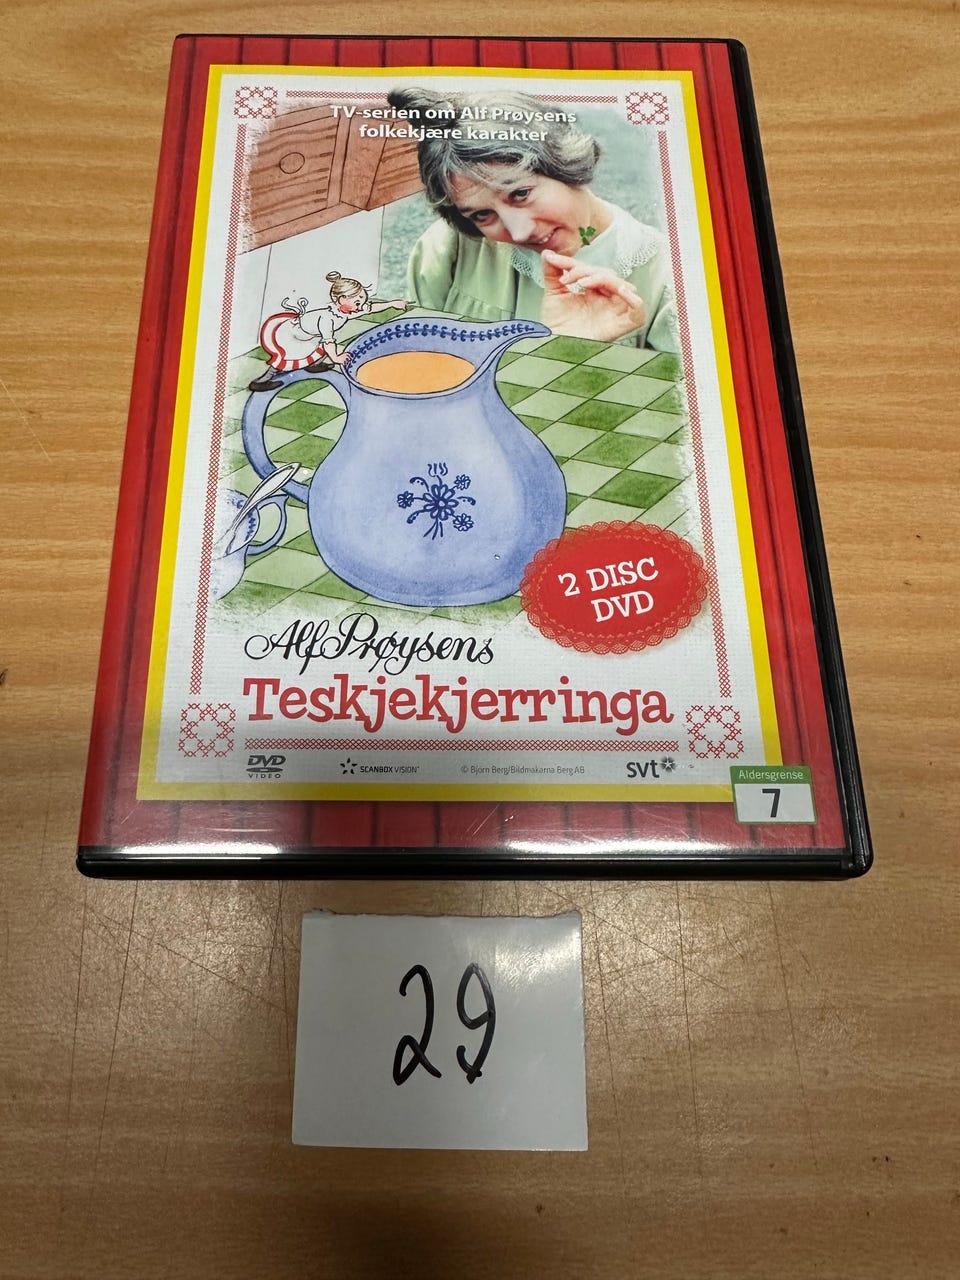 TV-serien om Alf Prøysens
folkekjære karakter
2 DISC
DVD
Alf Prøysens
Teskjekjerringa
DVD
VIDEO
SCANBOX VISION
© Bjørn Berg/Bildmakarna Berg AB
svt
Aldersgrense
7
29